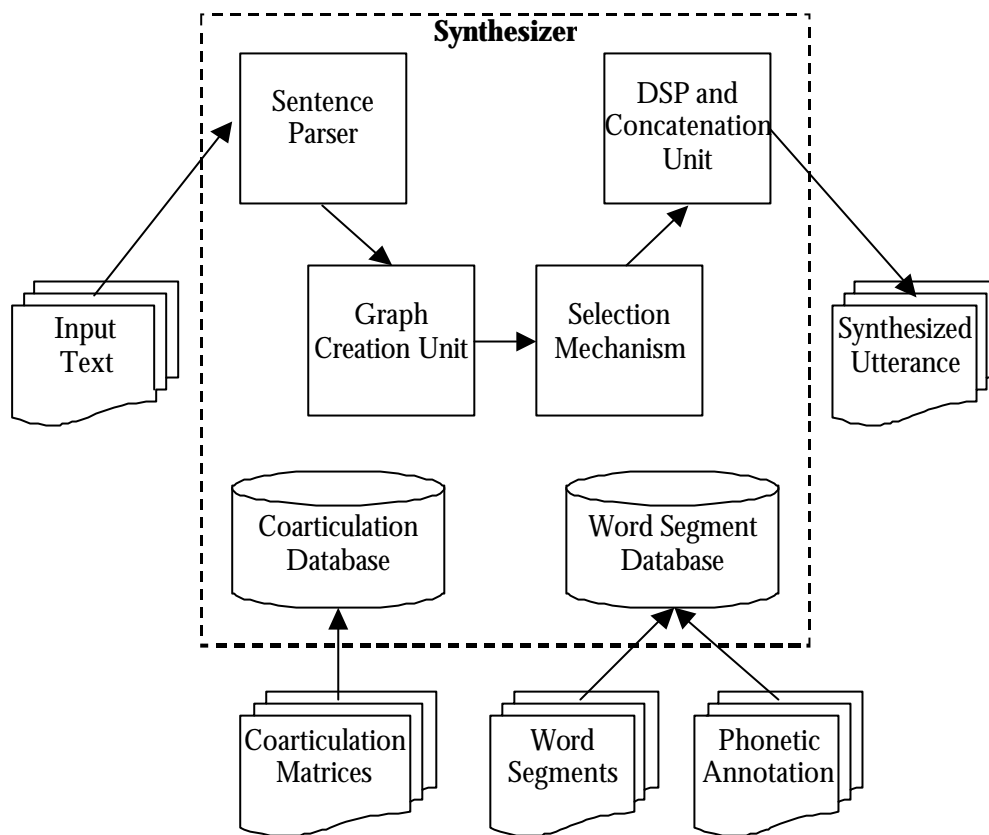 Synthesizer
Sentence
Parser
DSP and
Concatenation
Unit
Input
Text
Graph
Creation Unit
Selection
Mechanism
Synthesized
Utterance
Coarticulation
Database
Word Segment
Database
Coarticulation
Matrices
Word
Segments
Phonetic
Annotation